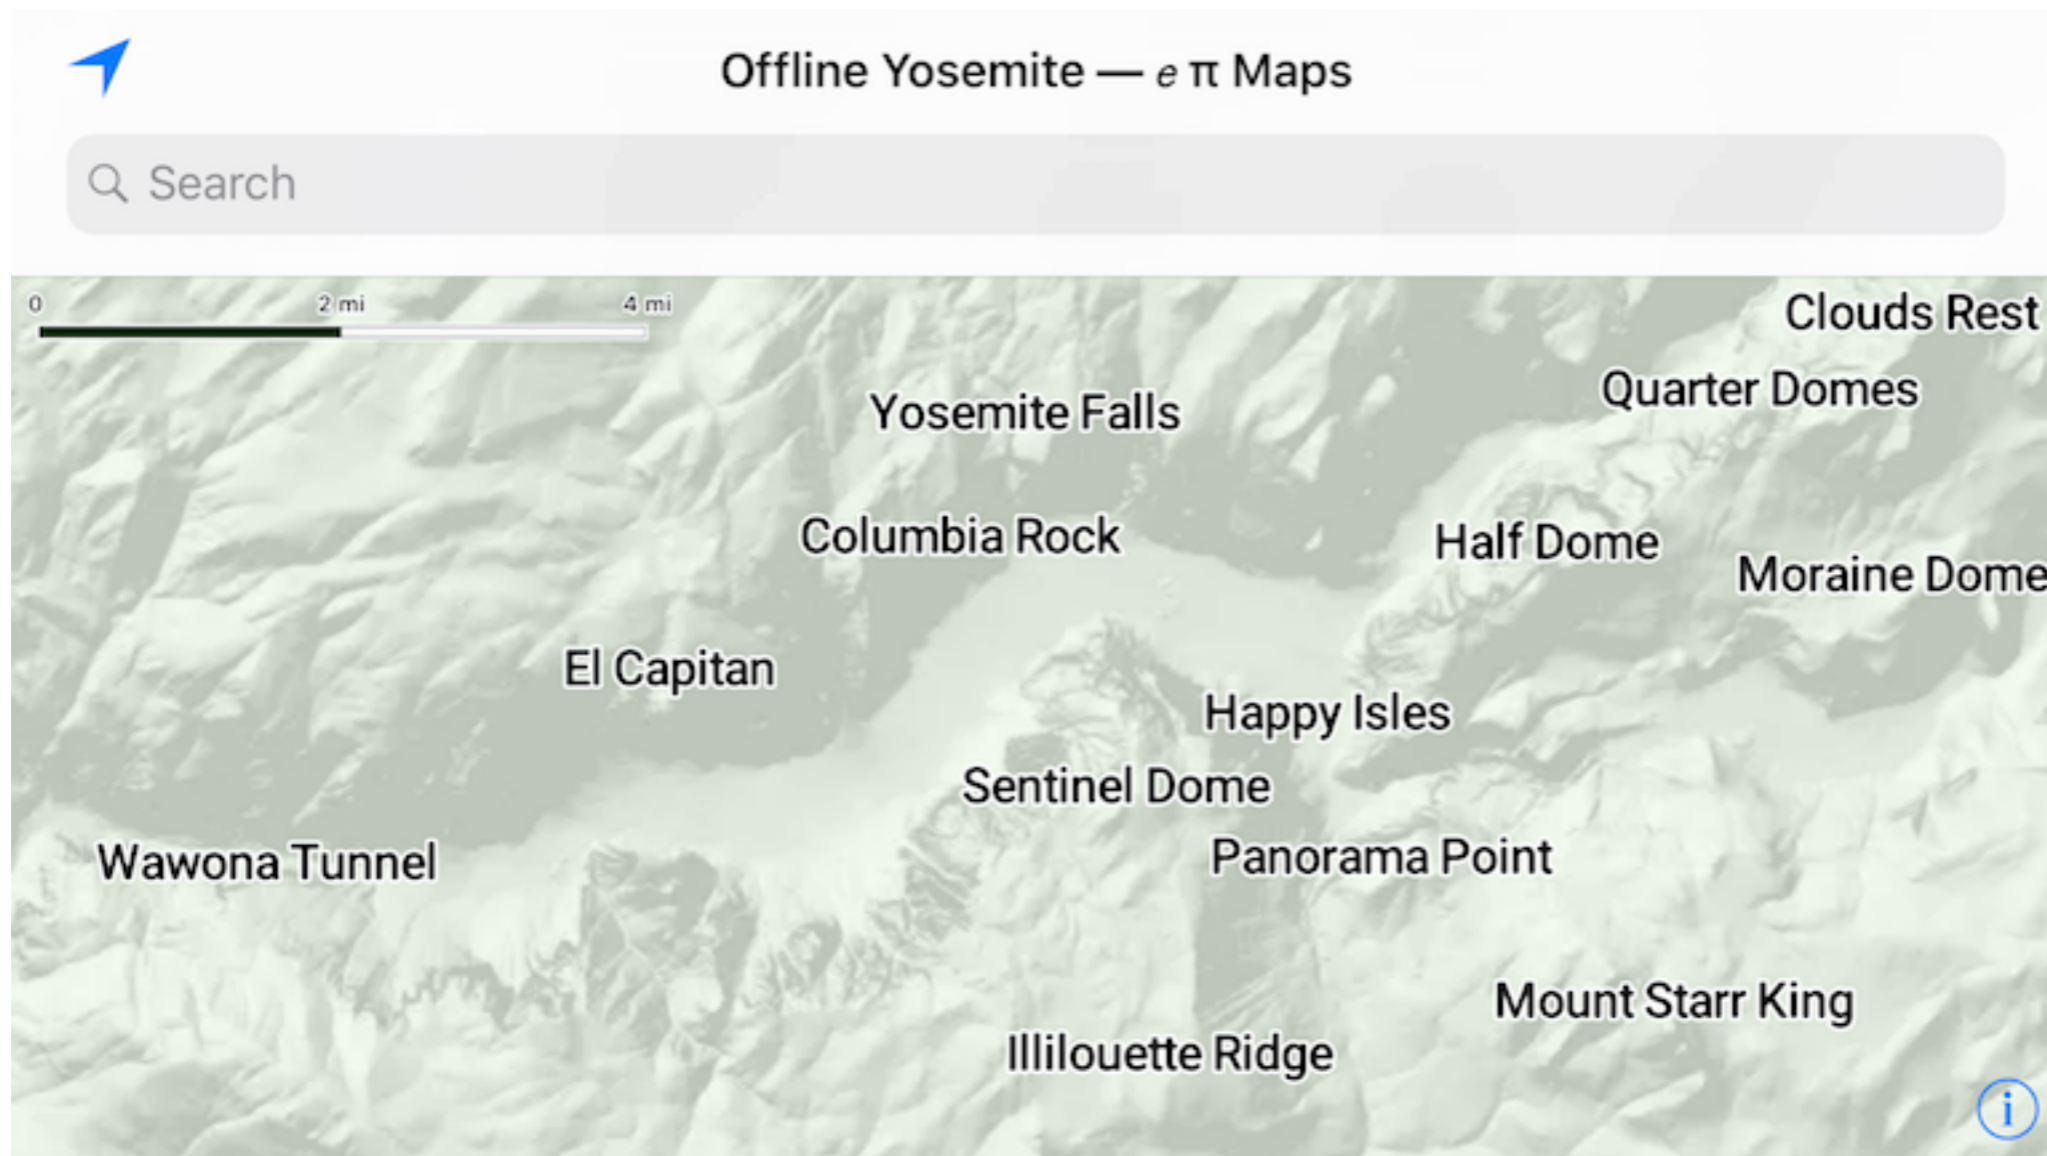 Offline Yosemite — e π Maps
Search
0 2 mi 4 mi
Clouds Rest
Quarter Domes
Yosemite Falls
Columbia Rock
Half Dome
Moraine Dome
El Capitan
Happy Isles
Sentinel Dome
Wawona Tunnel
Panorama Point
Mount Starr King
Illilouette Ridge
i